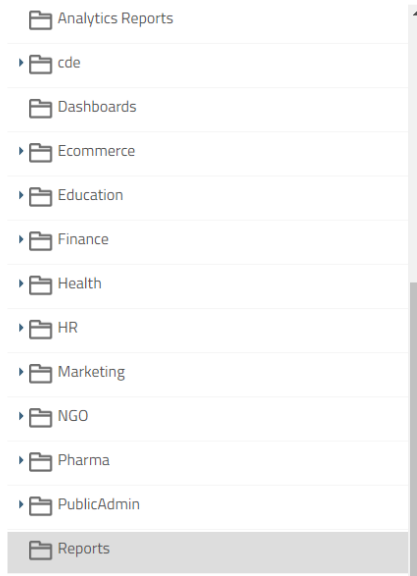 Analytics Reports
cde
Dashboards
Ecommerce
Education
Finance
Health
HR
Marketing
NGO
Pharma
PublicAdmin
Reports